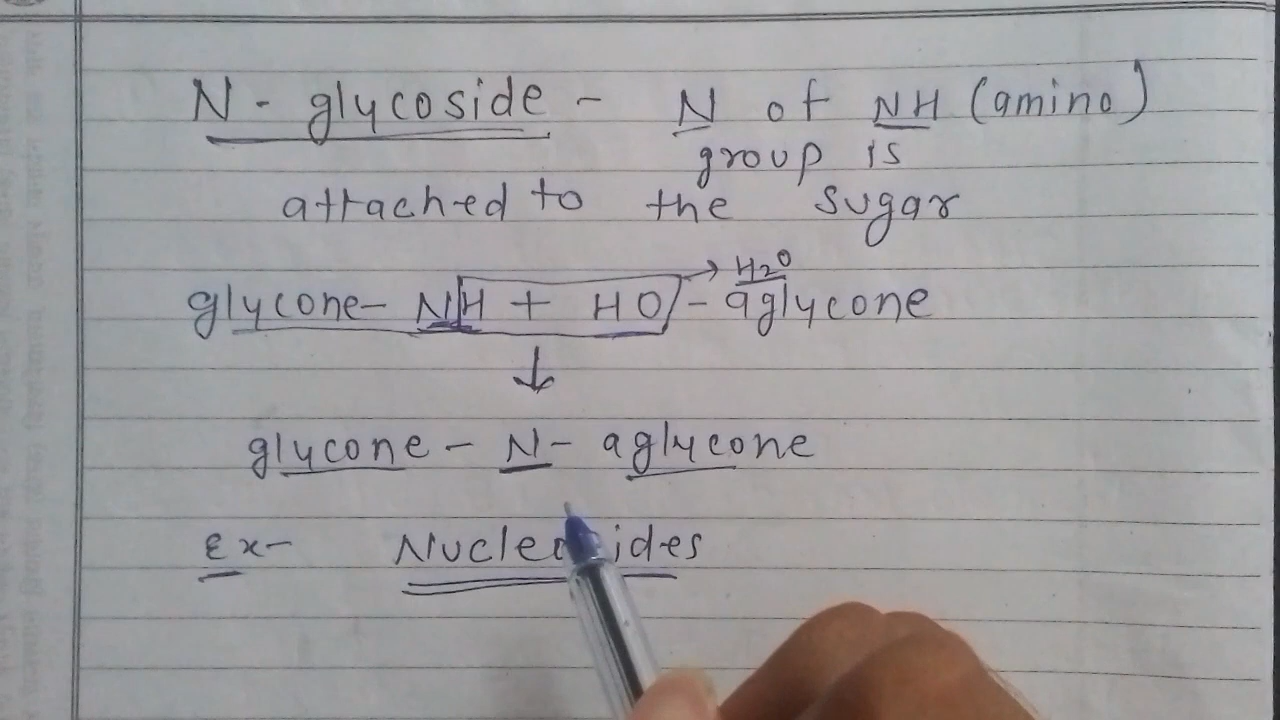 N - glycoside - N of NH (amino)
group is
attached to the sugar
→ H2O
glycone - NH + HO - aglycone
↓
glycone - N - aglycone
Ex-